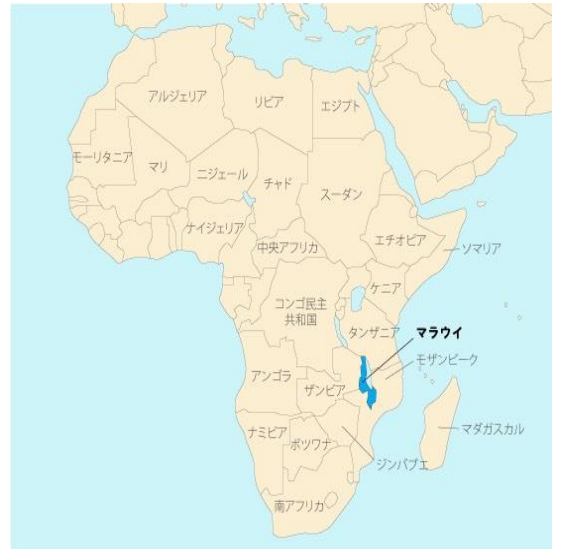 アルジェリア
リビア
エジプト
モーリタニア
マリ
ニジェール
チャド
スーダン
ナイジェリア
中央アフリカ
エチオピア
ソマリア
ケニア
コンゴ民主
共和国
タンザニア
マラウイ
モザンビーク
アンゴラ
ザンビア
マダガスカル
ナミビア
ボツワナ
ジンバブエ
南アフリカ